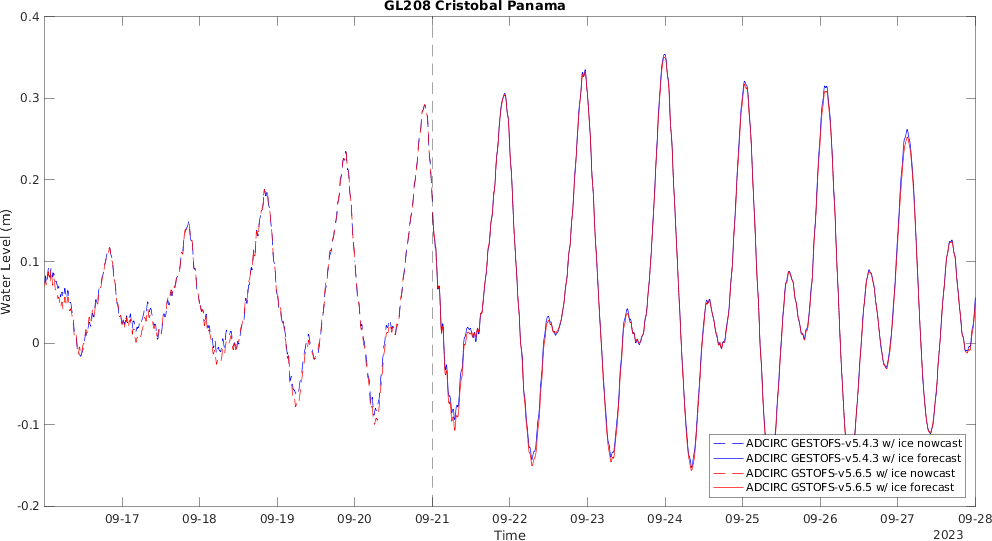 GL208 Cristobal Panama
0.4
0.3
0.2
0.1
0
-0.1
-0.2
Water Level (m)
ADCIRC GESTOFS-v5.4.3 w/ ice nowcast
ADCIRC GESTOFS-v5.4.3 w/ ice forecast
ADCIRC GSTOFS-v5.6.5 w/ ice nowcast
ADCIRC GSTOFS-v5.6.5 w/ ice forecast
09-17 09-18 09-19 09-20 09-21 09-22 09-23 09-24 09-25 09-26 09-27 09-28
Time
2023